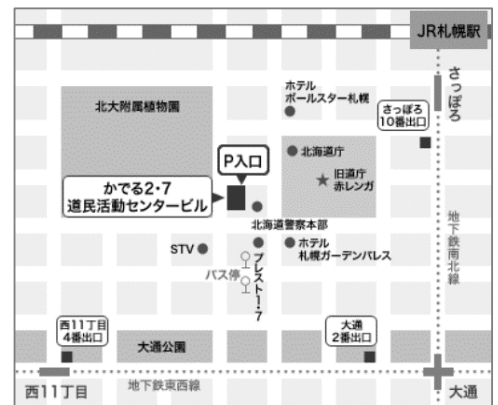 JR札幌駅
さっぽろ
ホテル
ポールスター札幌
北大附属植物園
さっぽろ
10番出口
P入口
北海道庁
旧道庁
赤レンガ
かでる2・7
道民活動センタービル
北海道警察本部
STV
ホテル
札幌ガーデンパレス
バス停
プレスト1・7
地下鉄南北線
西11丁目
4番出口
大通公園
大通
2番出口
西11丁目
地下鉄東西線
大通